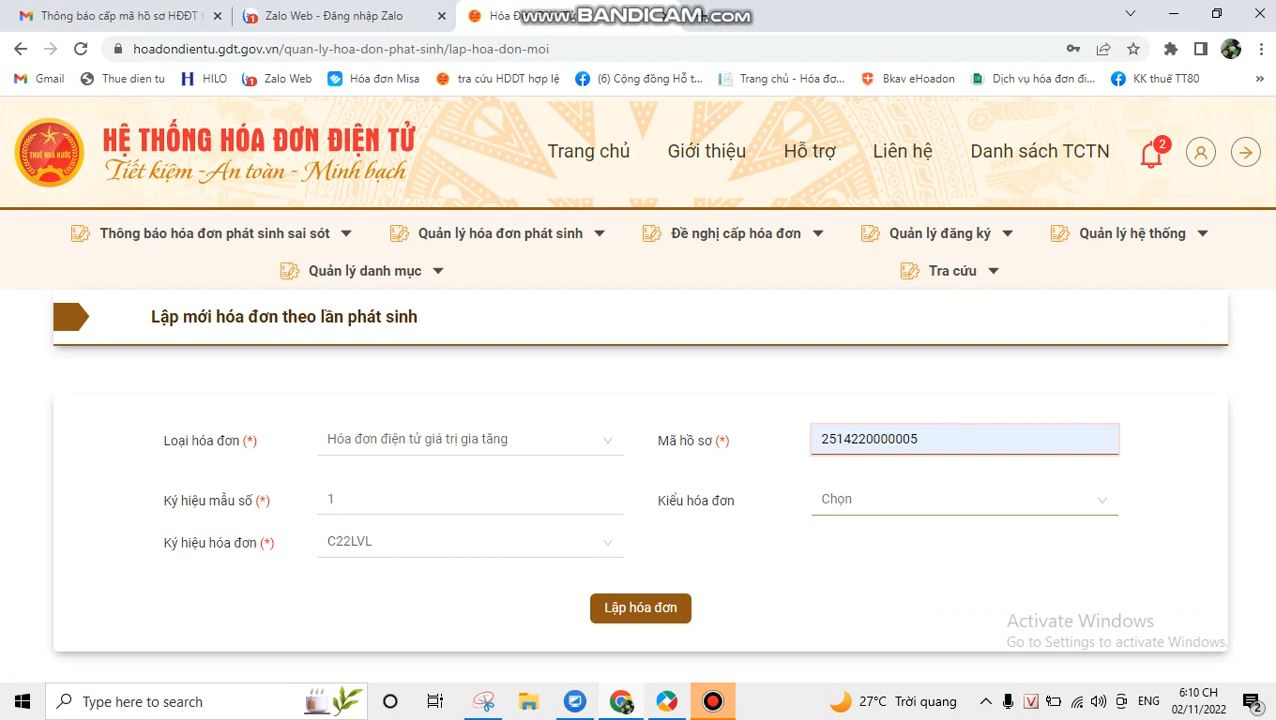 Thông báo cấp mã hồ sơ HĐĐT t
Zalo Web - Đăng nhập Zalo
Hóa Đ
www.BANDICAM.com
hoadondientu.gdt.gov.vn/quan-ly-hoa-don-phat-sinh/lap-hoa-don-moi
Gmail
Thue dien tu
HILO
Zalo Web
Hóa đơn Misa
tra cứu HDDT hợp lệ
(6) Cộng đồng Hỗ t...
Trang chủ - Hóa đơ...
Bkav eHoadon
Dịch vụ hóa đơn đi...
KK thuế TT80
»
THUẾ NHÀ NƯỚC
HỆ THỐNG HÓA ĐƠN ĐIỆN TỬ
Tiết kiệm -An toàn - Minh bạch
Trang chủ
Giới thiệu
Hỗ trợ
Liên hệ
Danh sách TCTN
2
Thông báo hóa đơn phát sinh sai sót
Quản lý hóa đơn phát sinh
Đề nghị cấp hóa đơn
Quản lý đăng ký
Quản lý hệ thống
Quản lý danh mục
Tra cứu
Lập mới hóa đơn theo lần phát sinh
Loại hóa đơn (*)
Hóa đơn điện tử giá trị gia tăng
Mã hồ sơ (*)
2514220000005
Ký hiệu mẫu số (*)
1
Kiểu hóa đơn
Chọn
Ký hiệu hóa đơn (*)
C22LVL
Lập hóa đơn
Activate Windows
Go to Settings to activate Windows.
Type here to search
27°C Trời quang
ENG
6:10 CH
02/11/2022
2